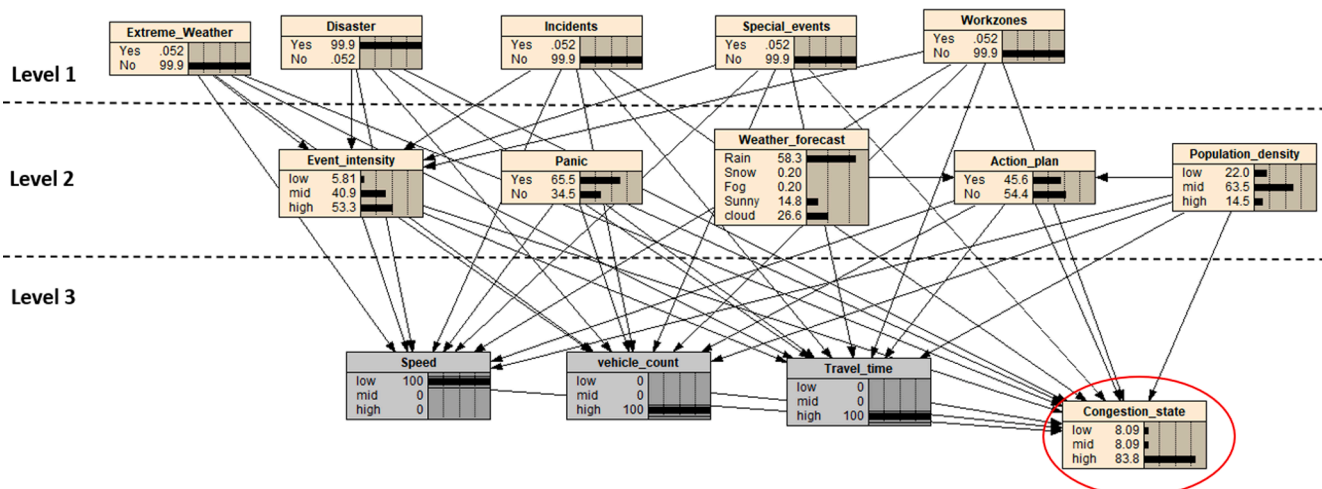 Level 1
Extreme_Weather
Yes .052
No 99.9
Disaster
Yes 99.9
No .052
Incidents
Yes .052
No 99.9
Special_events
Yes .052
No 99.9
Workzones
Yes .052
No 99.9
Level 2
Event_intensity
low 5.81
mid 40.9
high 53.3
Panic
Yes 65.5
No 34.5
Weather_forecast
Rain 58.3
Snow 0.20
Fog 0.20
Sunny 14.8
cloud 26.6
Action_plan
Yes 45.6
No 54.4
Population_density
low 22.0
mid 63.5
high 14.5
Level 3
Speed
low 100
mid 0
high 0
vehicle_count
low 0
mid 0
high 100
Travel_time
low 0
mid 0
high 100
Congestion_state
low 8.09
mid 8.09
high 83.8